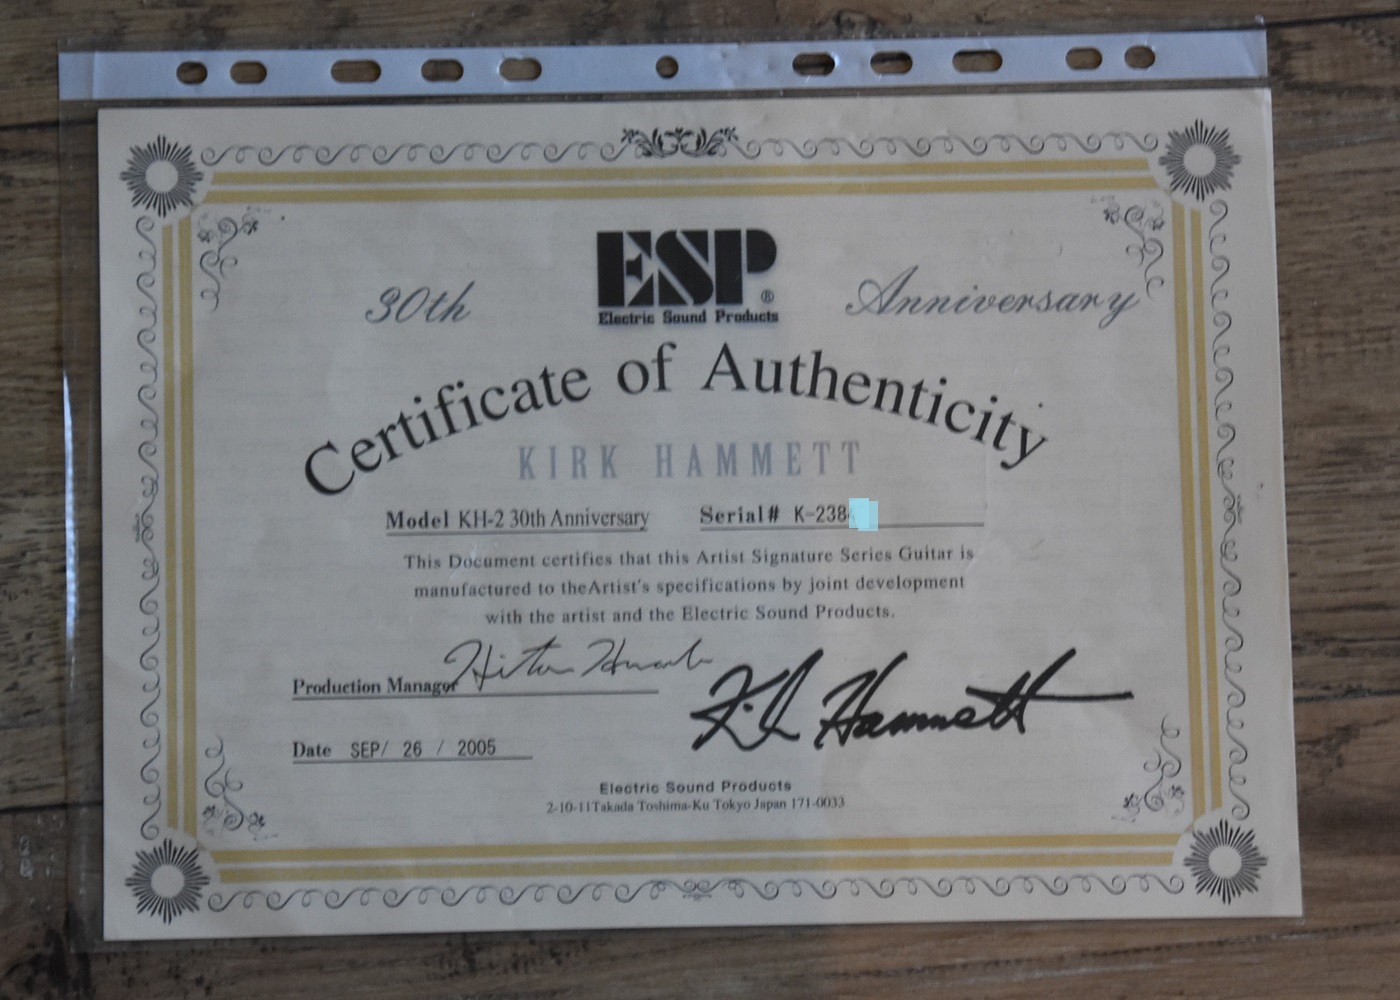 ESP®
Electric Sound Products
30th Anniversary
Certificate of Authenticity
KIRK HAMMETT
Model KH-2 30th Anniversary Serial# K-238
This Document certifies that this Artist Signature Series Guitar is
manufactured to theArtist's specifications by joint development
with the artist and the Electric Sound Products.
Production Manager
Kirk Hammett
Date SEP/ 26 / 2005
Electric Sound Products
2-10-11Takada Toshima-Ku Tokyo Japan 171-0033